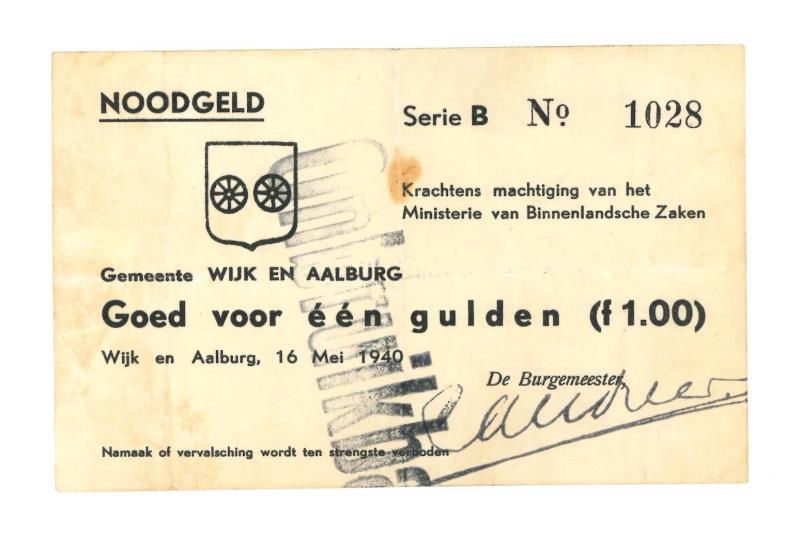 NOODGELD
Serie B No 1028
Krachtens machtiging van het
Ministerie van Binnenlandsche Zaken
Gemeente WIJK EN AALBURG
Goed voor één gulden (f 1.00)
Wijk en Aalburg, 16 Mei 1940
De Burgemeester,
Namaak of vervalsching wordt ten strengste verboden
onbruikba